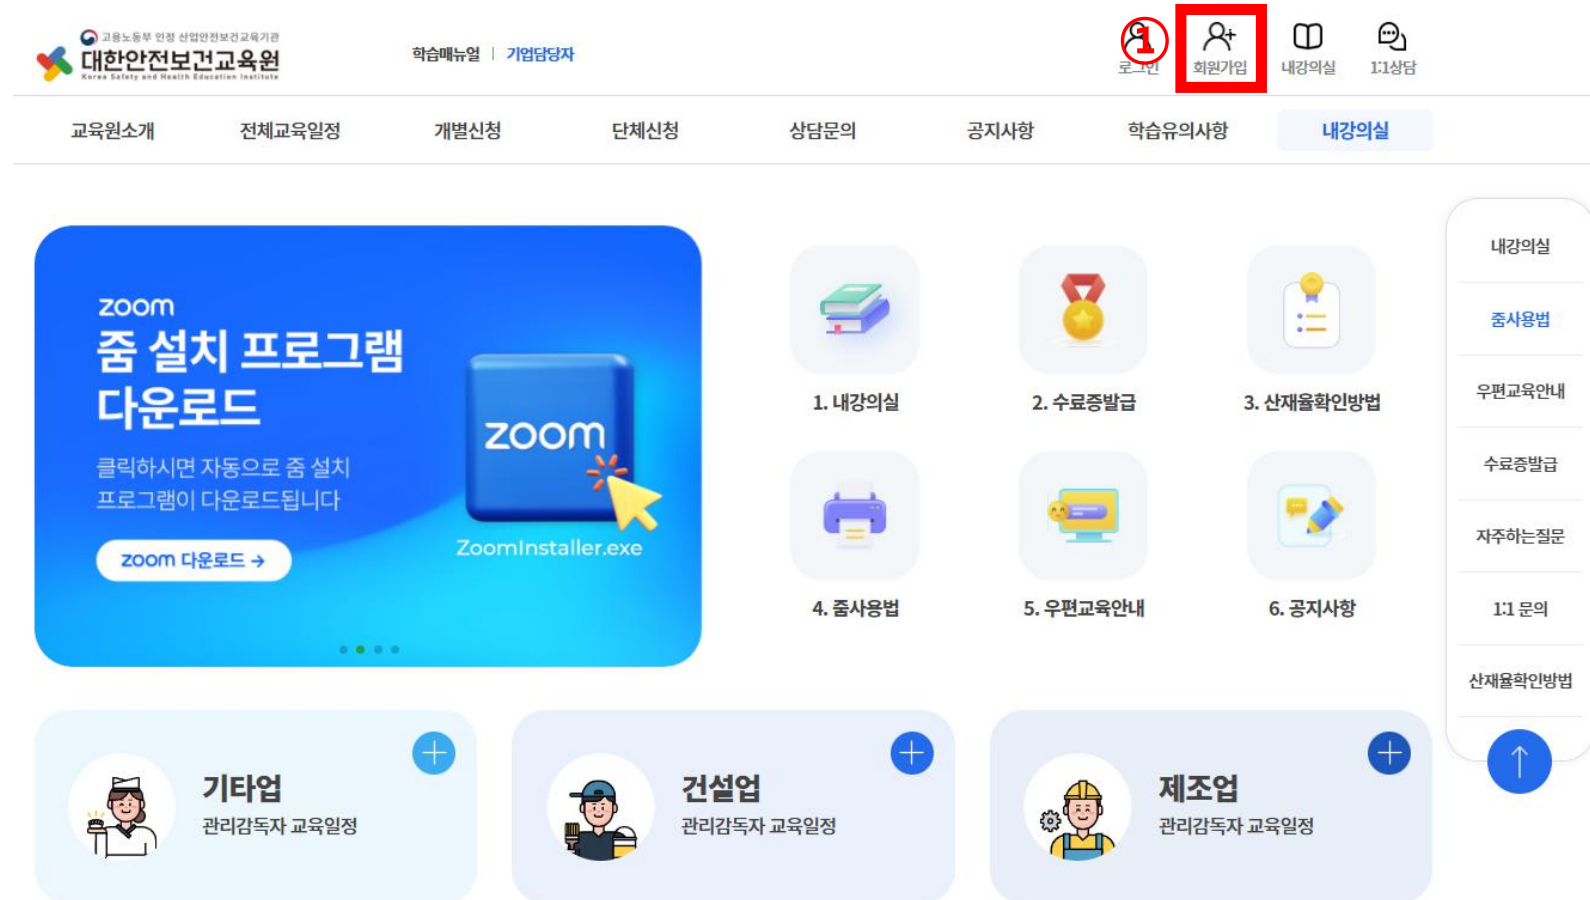 고용노동부 인정 산업안전보건교육기관
대한안전보건교육원
Korea Safety and Health Education Institute
학습매뉴얼 | 기업담당자
①
로그인 회원가입 내강의실 1:1상담
교육원소개 전체교육일정 개별신청 단체신청 상담문의 공지사항 학습유의사항 내강의실
zoom
줌 설치 프로그램
다운로드
클릭하시면 자동으로 줌 설치
프로그램이 다운로드됩니다
zoom 다운로드 →
zoom
ZoomInstaller.exe
1. 내강의실 2. 수료증발급 3. 산재율확인방법
4. 줌사용법 5. 우편교육안내 6. 공지사항
내강의실
줌사용법
우편교육안내
수료증발급
자주하는질문
1:1 문의
산재율확인방법
기타업
관리감독자 교육일정
건설업
관리감독자 교육일정
제조업
관리감독자 교육일정